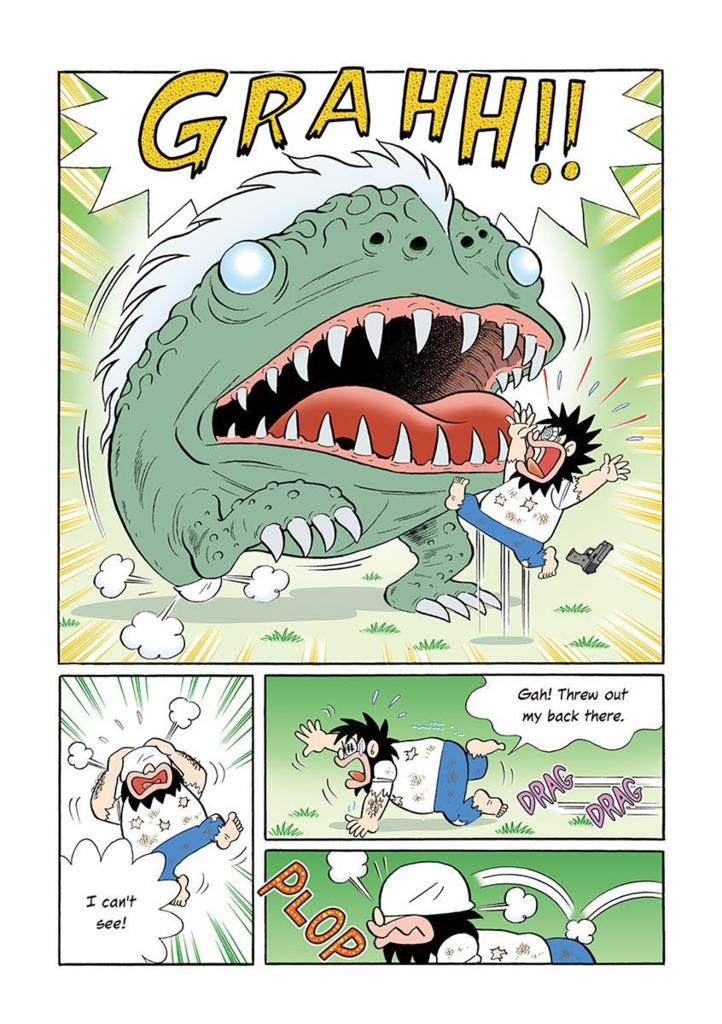 GRAHH!!
Gah! Threw out
my back there.
DRAG
DRAG
PLOP
I can't
see!